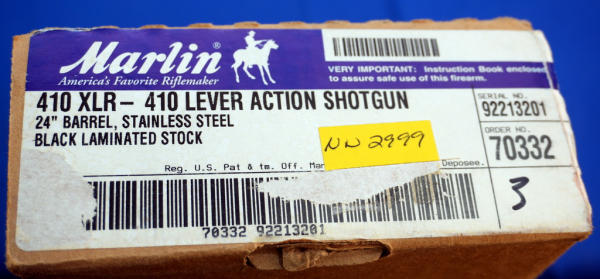 Marlin®
America's Favorite Riflemaker
VERY IMPORTANT: Instruction Book enclosed
to assure safe use of this firearm.
410 XLR- 410 LEVER ACTION SHOTGUN
24" BARREL, STAINLESS STEEL
BLACK LAMINATED STOCK
SERIAL NO.
92213201
ORDER NO.
70332
NW 2999
Reg. U.S. Pat & tm. Off. Mar
Deposee.
3
70332 92213201